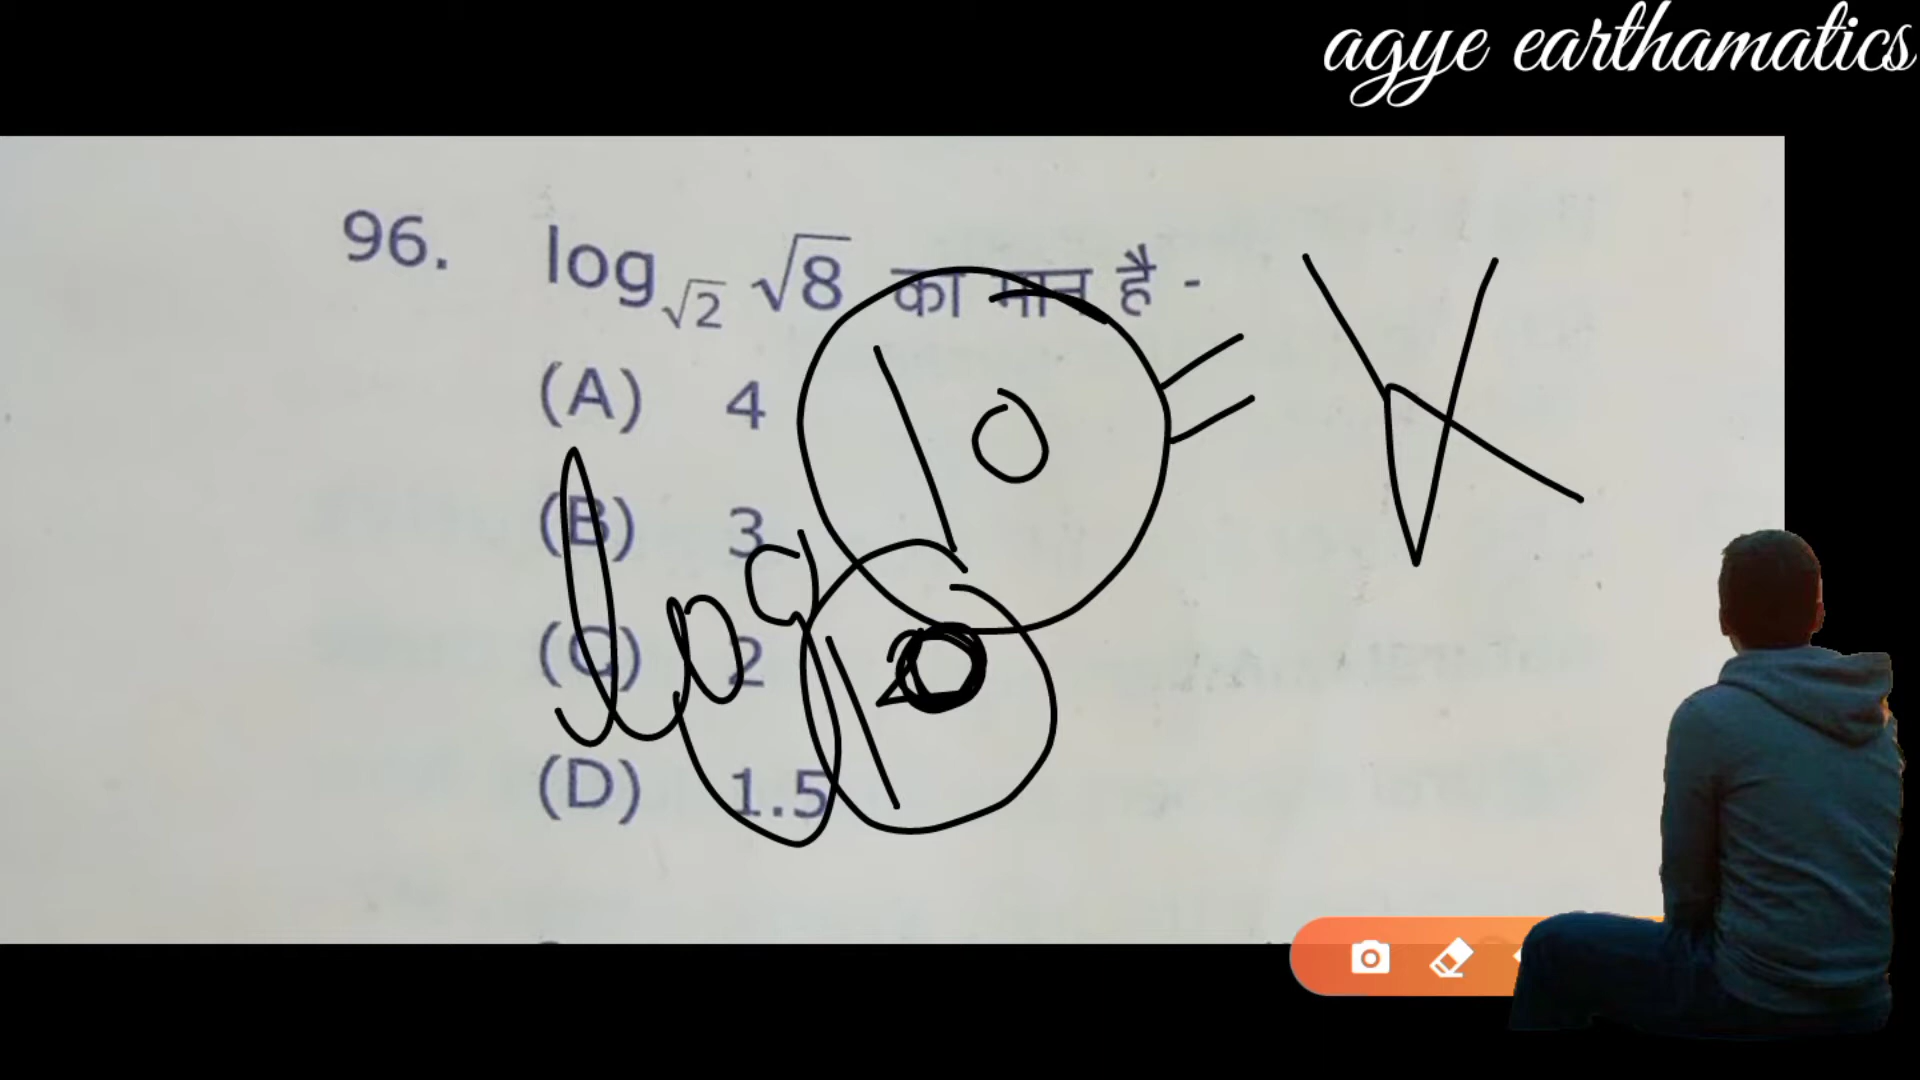 agye earthamatics
96. log√2 √8 का मान है -
(A) 4
(B) 3
(C) 2
(D) 1.5
log 10 10 = x